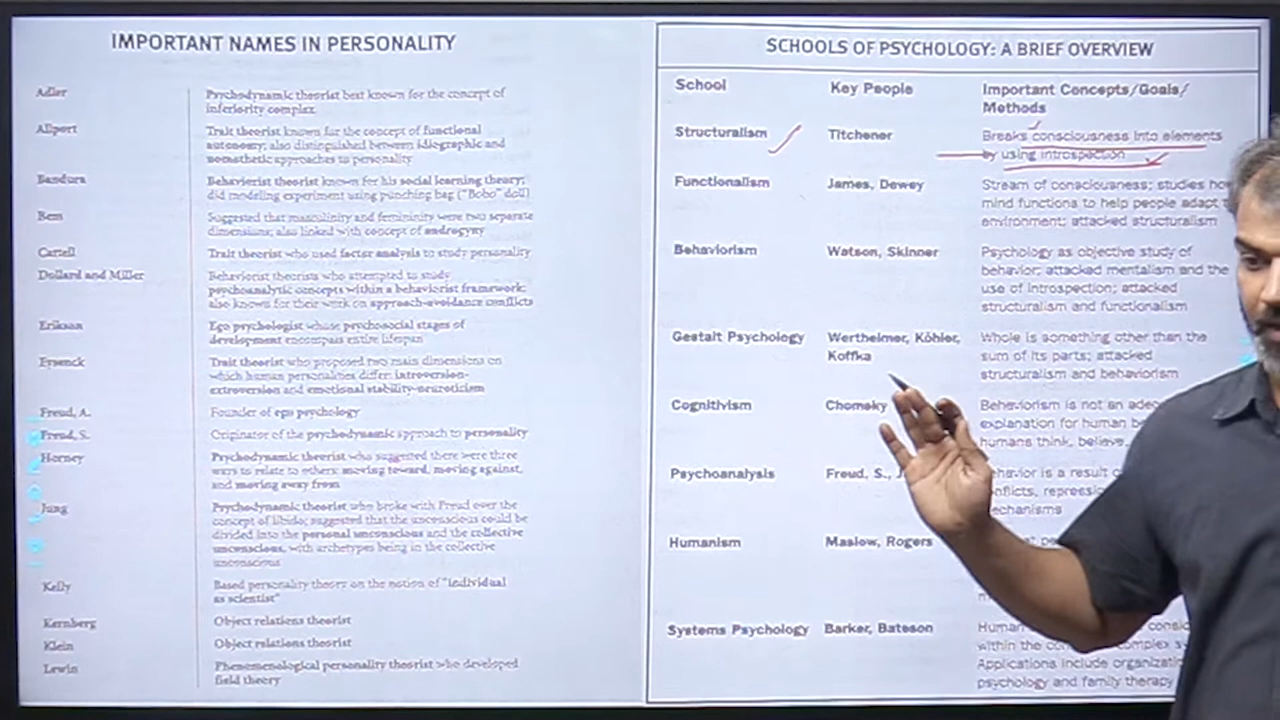 IMPORTANT NAMES IN PERSONALITY
Adler
Psychodynamic theorist best known for the concept of
inferiority complex
Allport
Trait theorist known for the concept of functional
autonomy; also distinguished between idiographic and
nomothetic approaches to personality
Bandura
Behaviorist theorist known for his social learning theory;
did modeling experiment using punching bag ("Bobo" doll)
Bem
Suggested that masculinity and femininity were two separate
dimensions; also linked with concept of androgyny
Cattell
Trait theorist who used factor analysis to study personality
Dollard and Miller
Behaviorist theorists who attempted to study
psychoanalytic concepts within a behaviorist framework;
also known for their work on approach-avoidance conflicts
Erikson
Ego psychologist whose psychosocial stages of
development encompass entire lifespan
Eysenck
Trait theorist who proposed two main dimensions on
which human personalities differ: introversion-
extroversion and emotional stability-neuroticism
Freud, A.
Founder of ego psychology
Freud, S.
Originator of the psychodynamic approach to personality
Horney
Psychodynamic theorist who suggested there were three
ways to relate to others: moving toward, moving against,
and moving away from
Jung
Psychodynamic theorist who broke with Freud over the
concept of libido; suggested that the unconscious could be
divided into the personal unconscious and the collective
unconscious, with archetypes being in the collective
unconscious
Kelly
Based personality theory on the notion of "individual
as scientist"
Kernberg
Object relations theorist
Klein
Object relations theorist
Lewin
Phenomenological personality theorist who developed
field theory
SCHOOLS OF PSYCHOLOGY: A BRIEF OVERVIEW
School
Key People
Important Concepts/Goals/
Methods
Structuralism
Titchener
Breaks consciousness into elements
by using introspection
Functionalism
James, Dewey
Stream of consciousness; studies how
mind functions to help people adapt
environment; attacked structuralism
Behaviorism
Watson, Skinner
Psychology as objective study of
behavior; attacked mentalism and the
use of introspection; attacked
structuralism and functionalism
Gestalt Psychology
Wertheimer, Köhler,
Koffka
Whole is something other than the
sum of its parts; attacked
structuralism and behaviorism
Cognitivism
Chomsky
Behaviorism is not an
explanation for human
humans think, believe,
Psychoanalysis
Freud, S.,
is a result
Humanism
Maslow, Rogers
Systems Psychology
Barker, Bateson
Human
within the
Applications include
psychology and family therapy